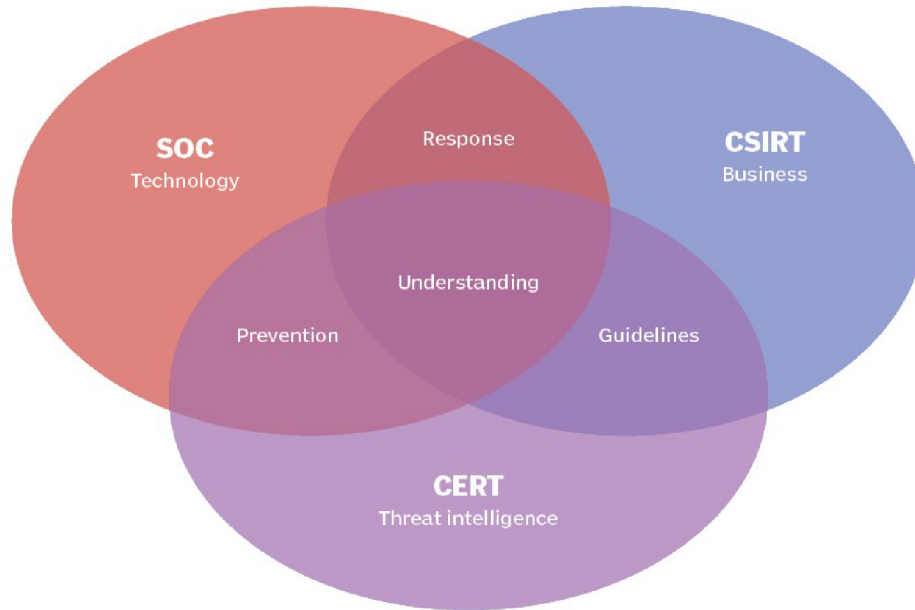 SOC
Technology
Response
CSIRT
Business
Understanding
Prevention
Guidelines
CERT
Threat intelligence